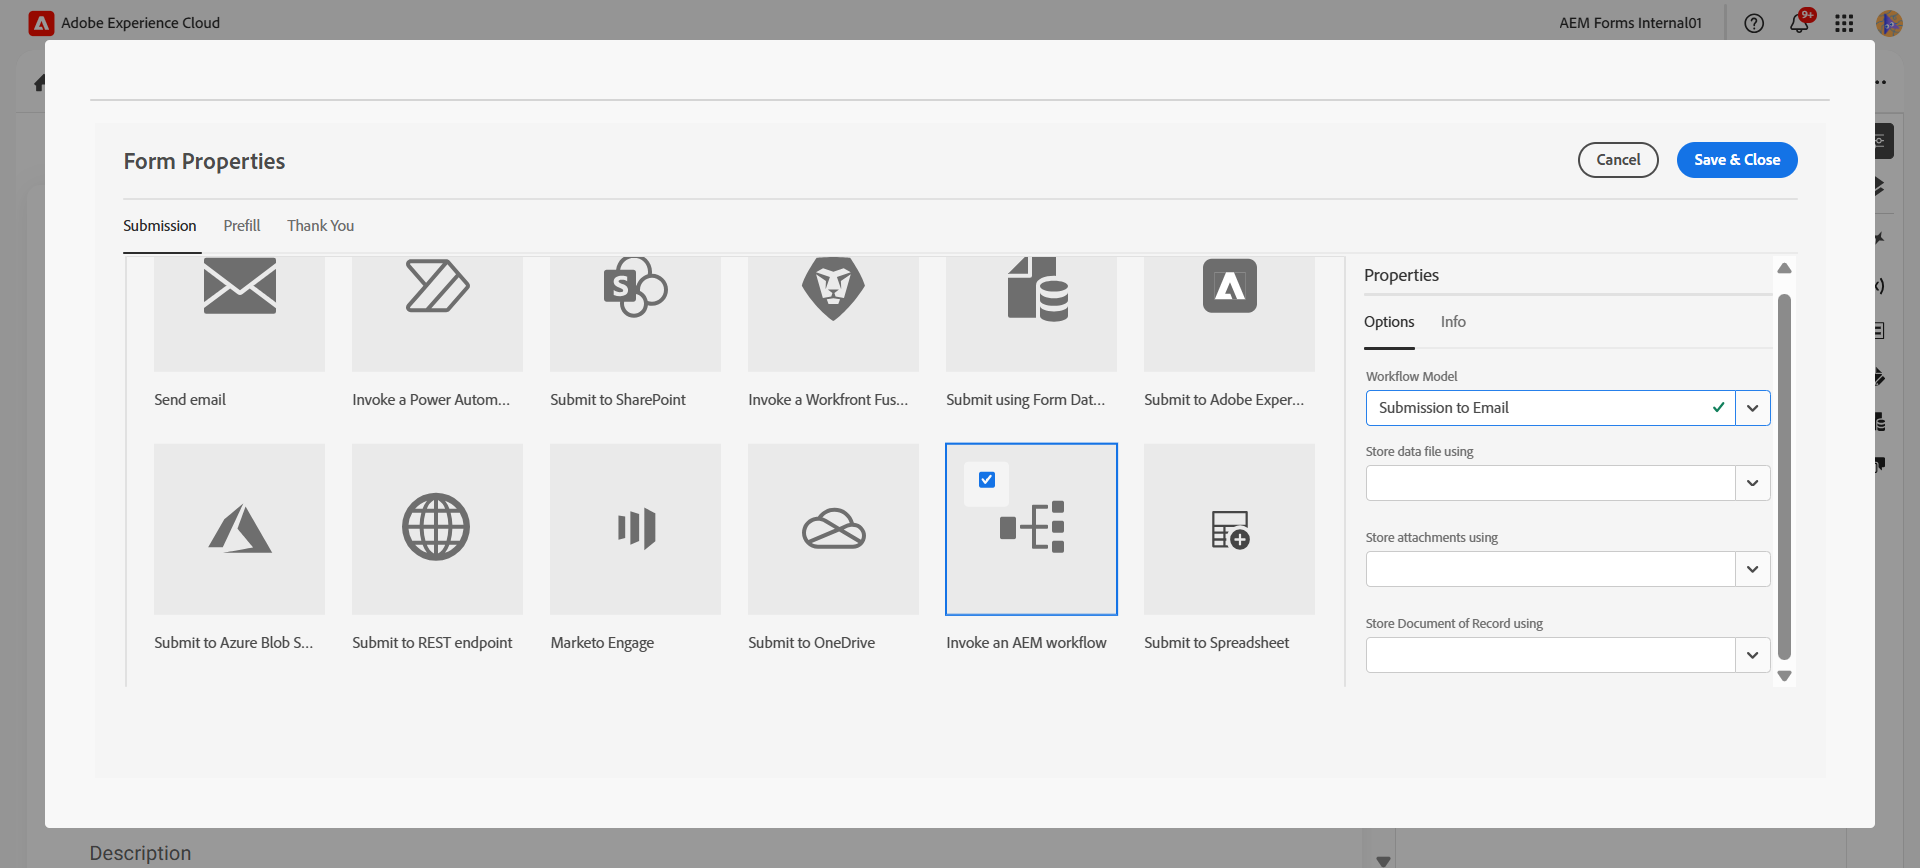 Adobe Experience Cloud
AEM Forms Internal01
9+
Form Properties
Cancel
Save & Close
Submission
Prefill
Thank You
Send email
Invoke a Power Autom...
Submit to SharePoint
Invoke a Workfront Fus...
Submit using Form Dat...
Submit to Adobe Exper...
Submit to Azure Blob S...
Submit to REST endpoint
Marketo Engage
Submit to OneDrive
Invoke an AEM workflow
Submit to Spreadsheet
Properties
Options
Info
Workflow Model
Submission to Email
Store data file using
Store attachments using
Store Document of Record using
Description